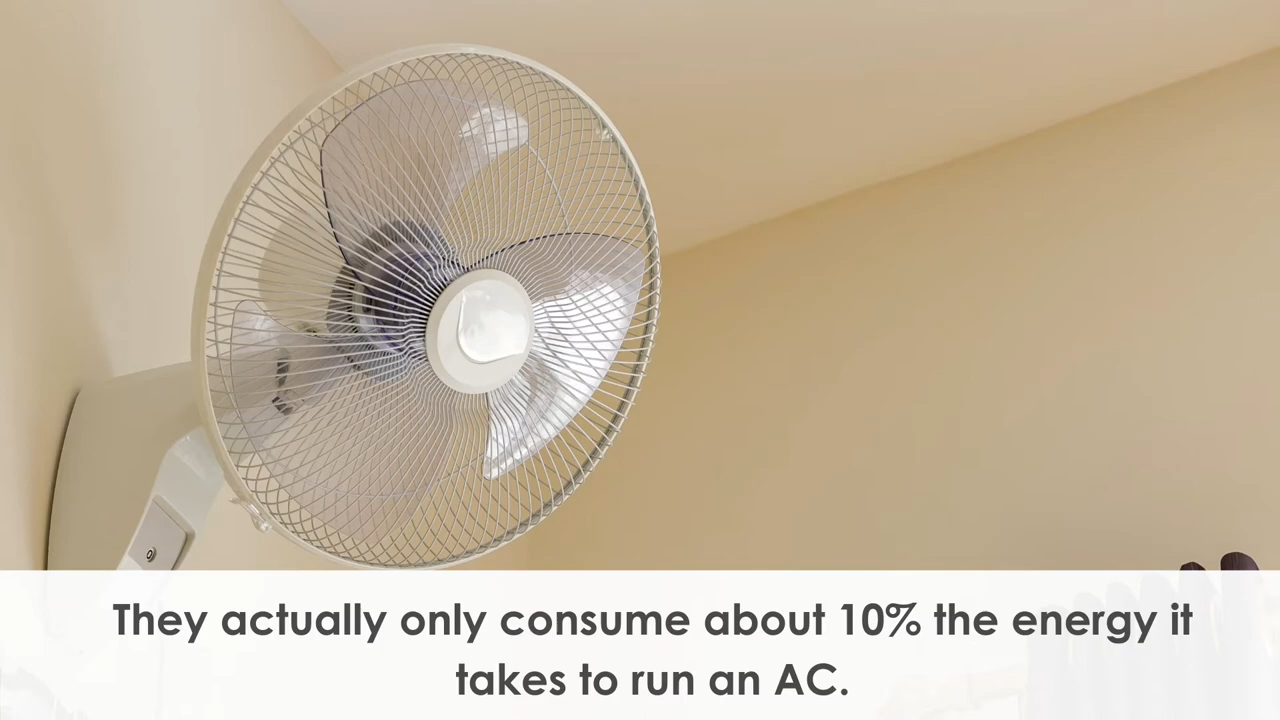 They actually only consume about 10% the energy it
takes to run an AC.